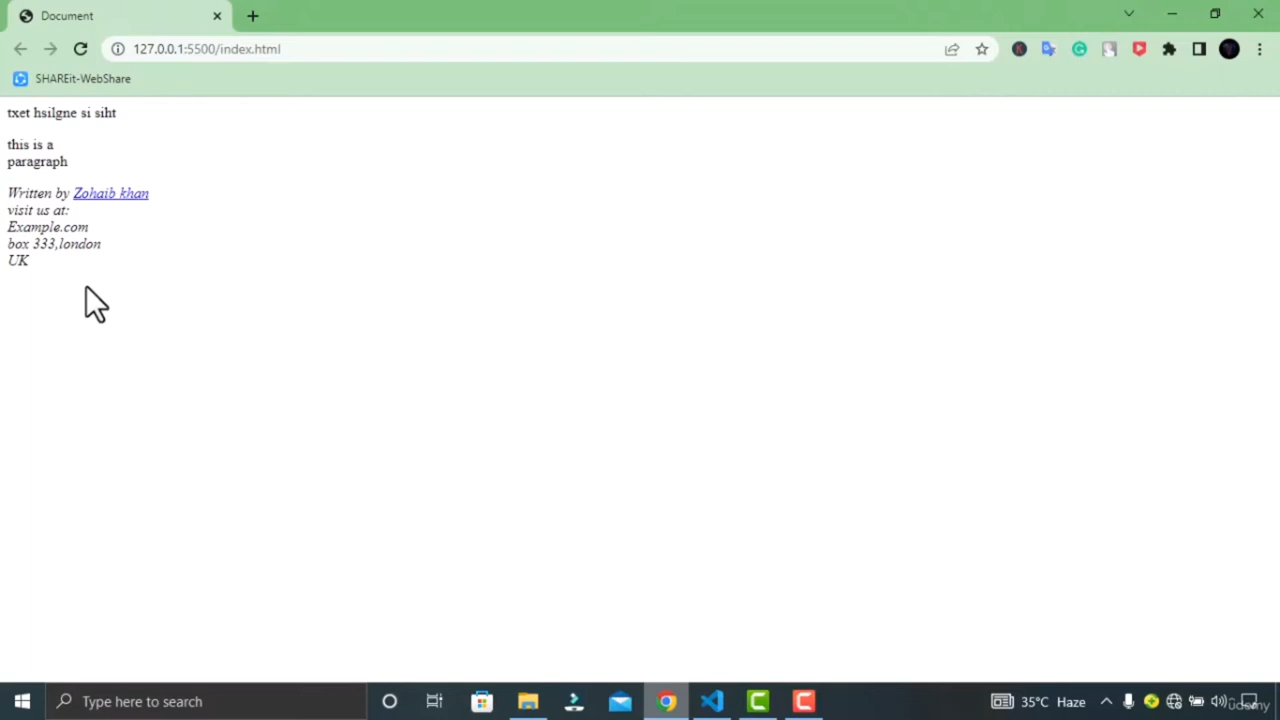 Document
127.0.0.1:5500/index.html
SHAREit-WebShare
txet hsilgne si siht
this is a
paragraph
Written by Zohaib khan
visit us at:
Example.com
box 333,london
UK
Type here to search
35°C Haze
ûdemy